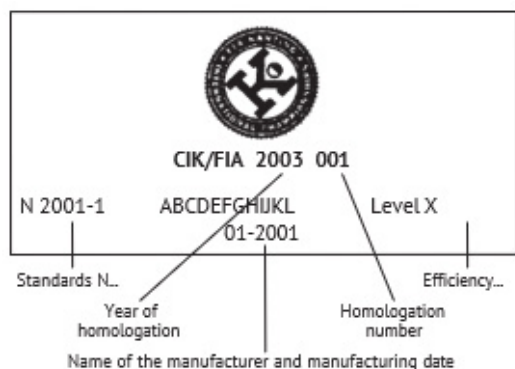 CIK/FIA 2003 001
N 2001-1 ABCDEFGHIJKL Level X
01-2001
Standards N... Efficiency...
Year of homologation
Homologation number
Name of the manufacturer and manufacturing date